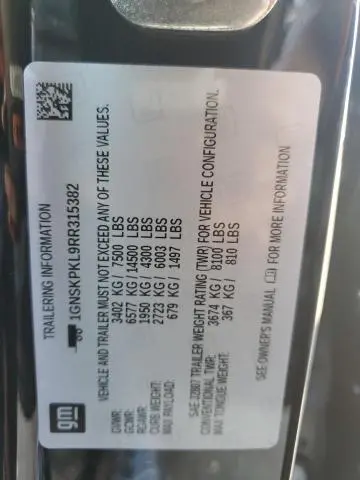 TRAILERING INFORMATION
1GNSKPKL9RR315382
VEHICLE AND TRAILER MUST NOT EXCEED ANY OF THESE VALUES.
GVWR: 3402 KG / 7500 LBS
GCWR: 6577 KG / 14500 LBS
RGAWR: 1950 KG / 4300 LBS
CURB WEIGHT: 2723 KG / 6003 LBS
MAX PAYLOAD: 679 KG / 1497 LBS
SAE J2807 TRAILER WEIGHT RATING (TWR) FOR VEHICLE CONFIGURATION.
CONVENTIONAL TWR: 3674 KG / 8100 LBS
MAX TONGUE WEIGHT: 367 KG / 810 LBS
SEE OWNER'S MANUAL FOR MORE INFORMATION
gm